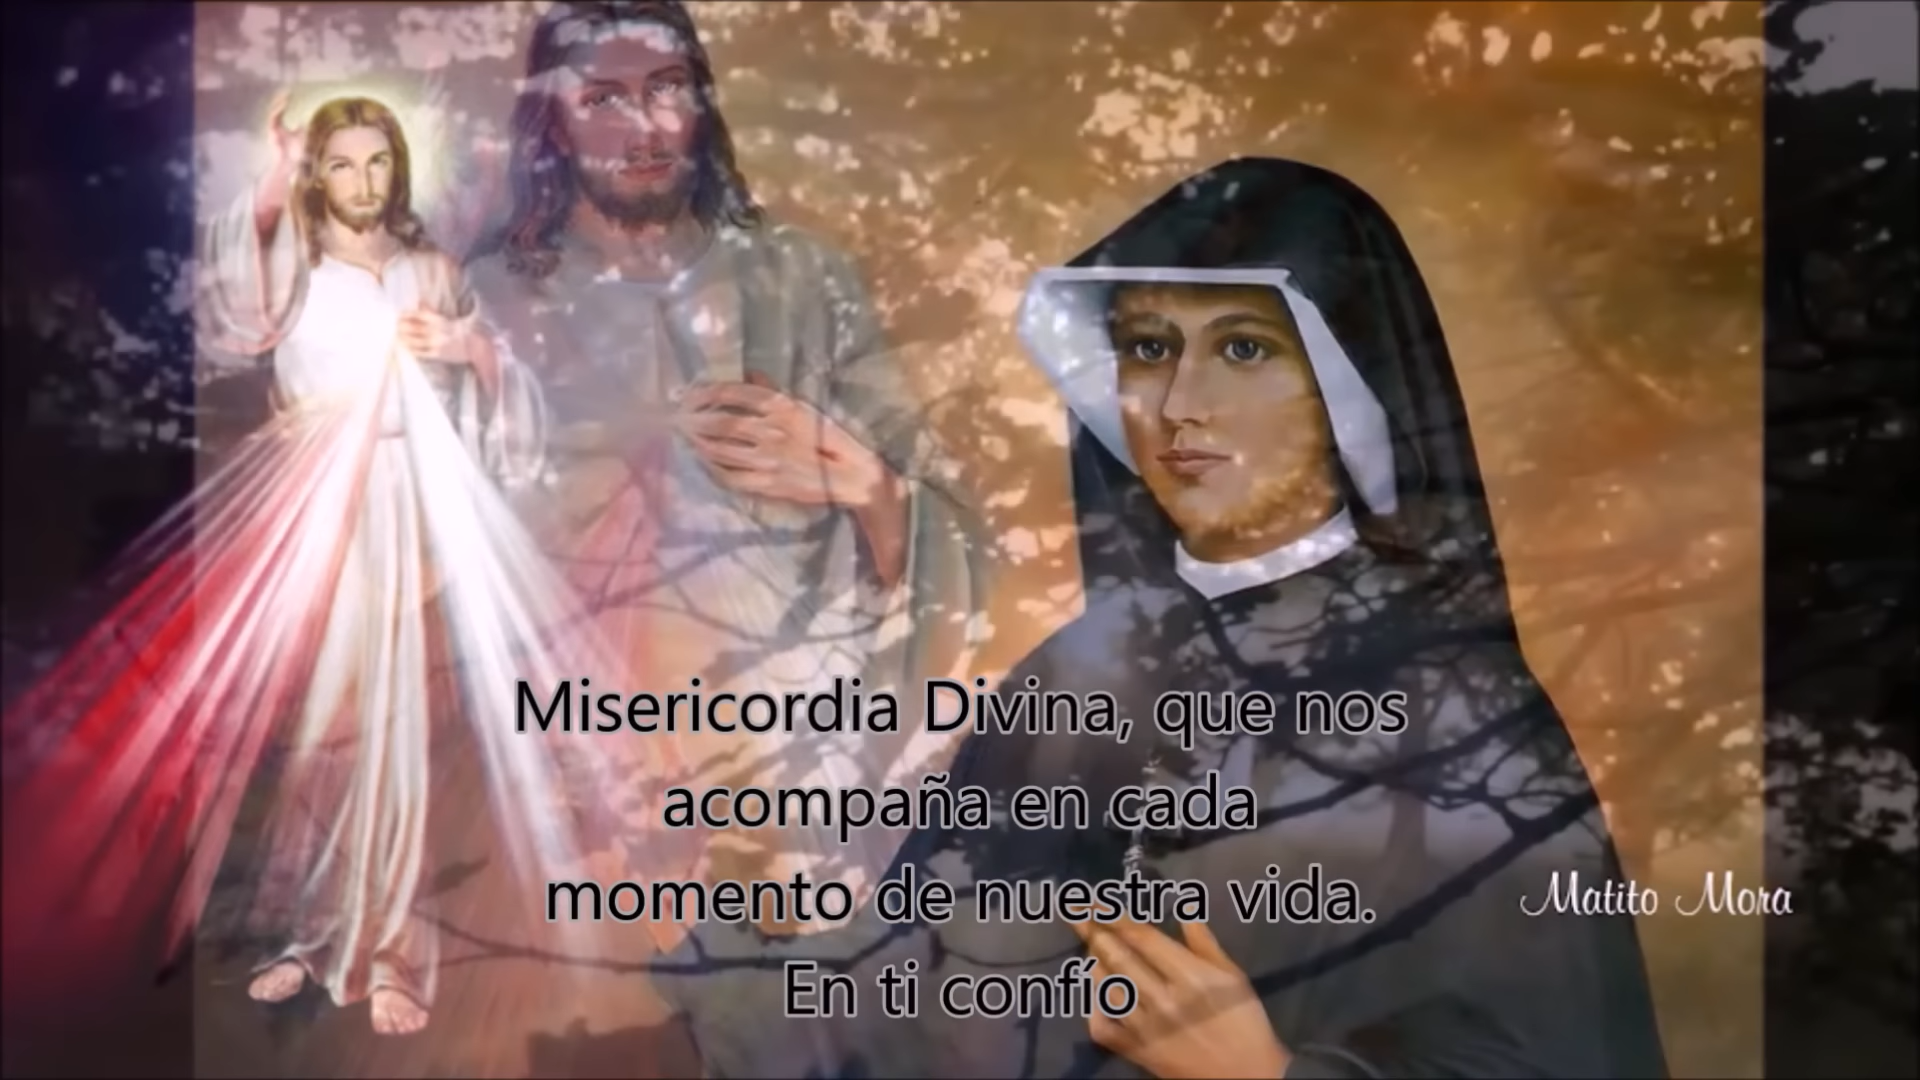 Misericordia Divina, que nos
acompaña en cada
momento de nuestra vida.
En ti confío
Matito Mora